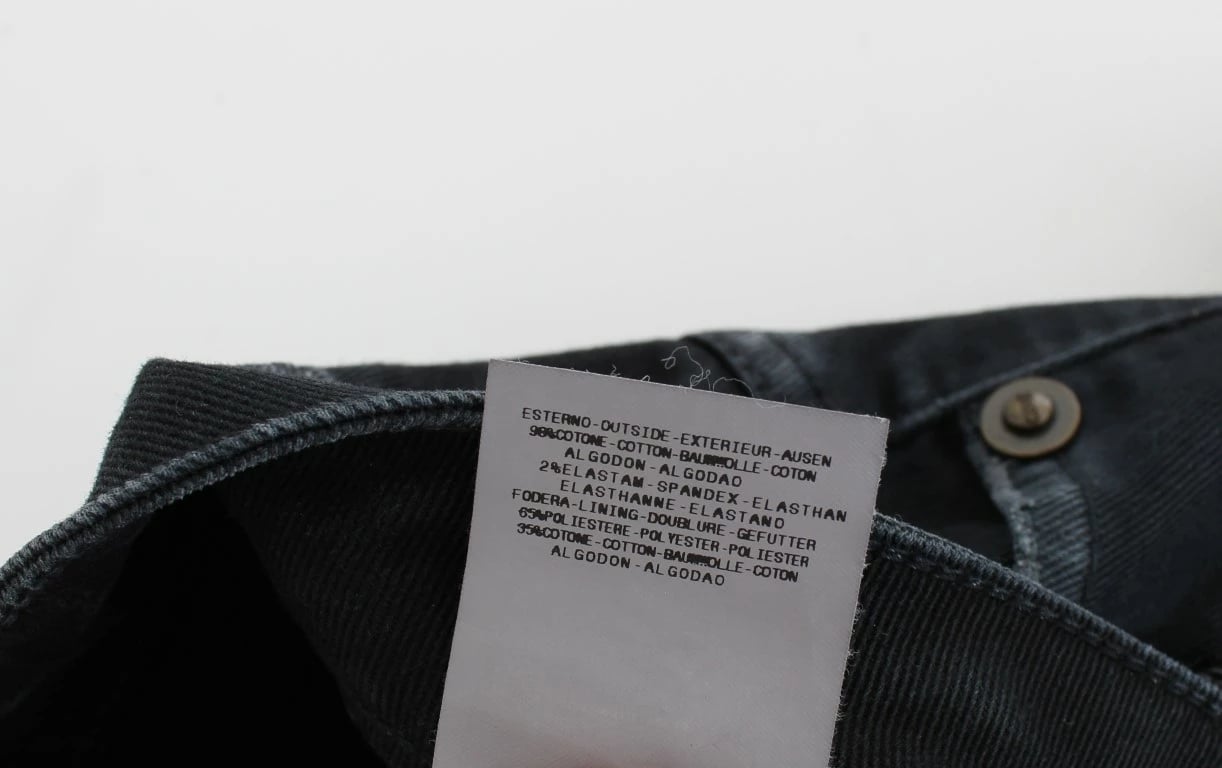 ESTERNO-OUTSIDE-EXTERIEUR-AUSEN
98%COTONE-COTTON-BAUMWOLLE-COTON
ALGODON-ALGODAO
2%ELASTAM-SPANDEX-ELASTHAN
ELASTHANNE-ELASTANO
FODERA-LINING-DOUBLURE-GEFUTTER
65%POLIESTERE-POLYESTER-POLIESTER
35%COTONE-COTTON-BAUMWOLLE-COTON
ALGODON-ALGODAO